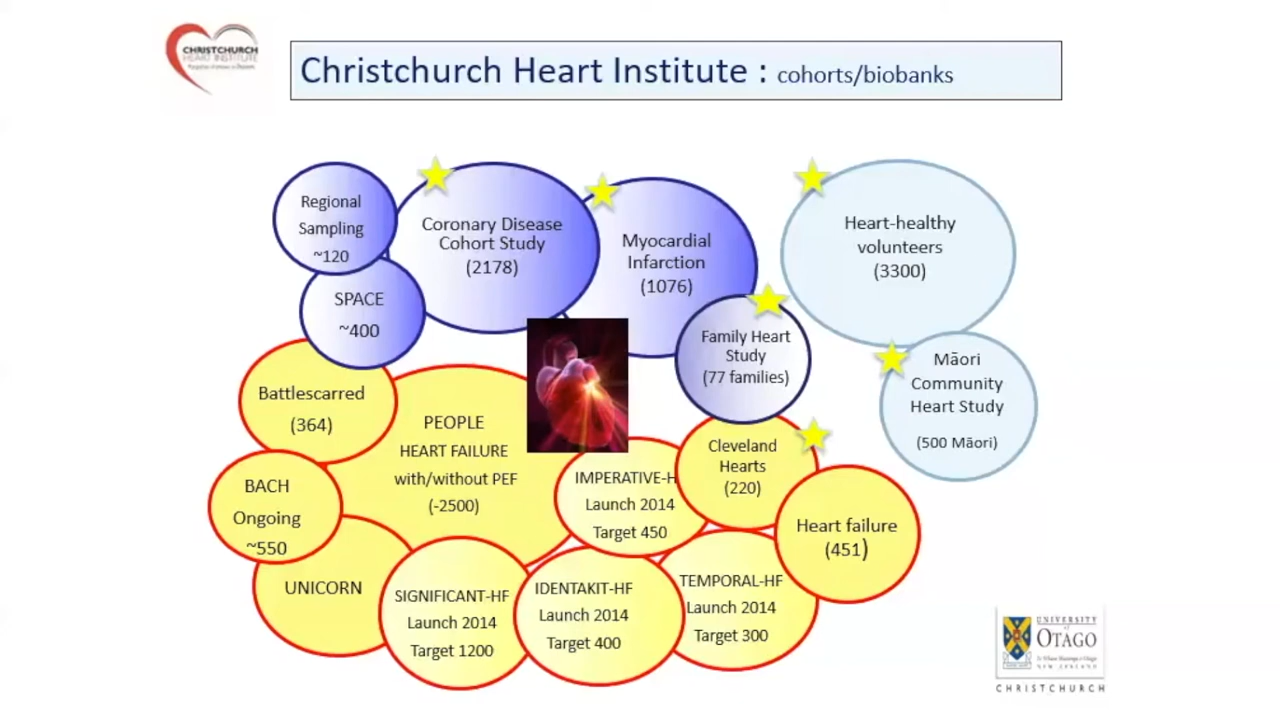 CHRISTCHURCH
HEART INSTITUTE
Christchurch Heart Institute : cohorts/biobanks
Regional
Sampling
~120
Coronary Disease
Cohort Study
(2178)
Myocardial
Infarction
(1076)
Heart-healthy
volunteers
(3300)
SPACE
~400
Family Heart
Study
(77 families)
Māori
Community
Heart Study
(500 Māori)
Battlescarred
(364)
PEOPLE
HEART FAILURE
with/without PEF
(-2500)
BACH
Ongoing
~550
IMPERATIVE-H
Launch 2014
Target 450
Cleveland
Hearts
(220)
Heart failure
(451)
UNICORN
SIGNIFICANT-HF
Launch 2014
Target 1200
IDENTAKIT-HF
Launch 2014
Target 400
TEMPORAL-HF
Launch 2014
Target 300
UNIVERSITY
of
OTAGO
NEW ZEALAND
CHRISTCHURCH